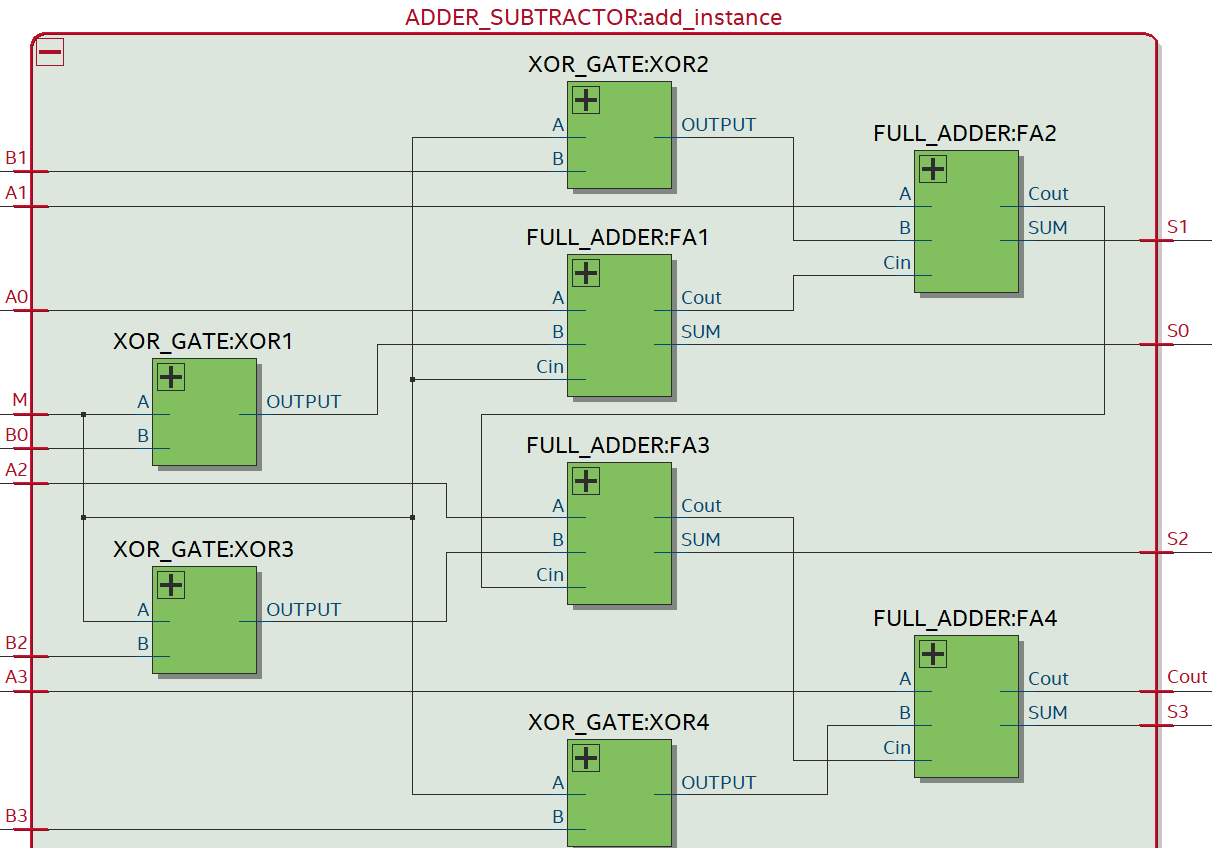 ADDER_SUBTRACTOR:add_instance
XOR_GATE:XOR2
A
OUTPUT
B
B1
A1
FULL_ADDER:FA2
A
Cout
B
SUM
Cin
S1
FULL_ADDER:FA1
A0
A
Cout
B
SUM
Cin
S0
XOR_GATE:XOR1
M
A
OUTPUT
B0
B
A2
FULL_ADDER:FA3
A
Cout
B
SUM
Cin
S2
XOR_GATE:XOR3
A
OUTPUT
B2
B
A3
FULL_ADDER:FA4
A
Cout
Cout
B
SUM
S3
Cin
XOR_GATE:XOR4
A
OUTPUT
B3
B